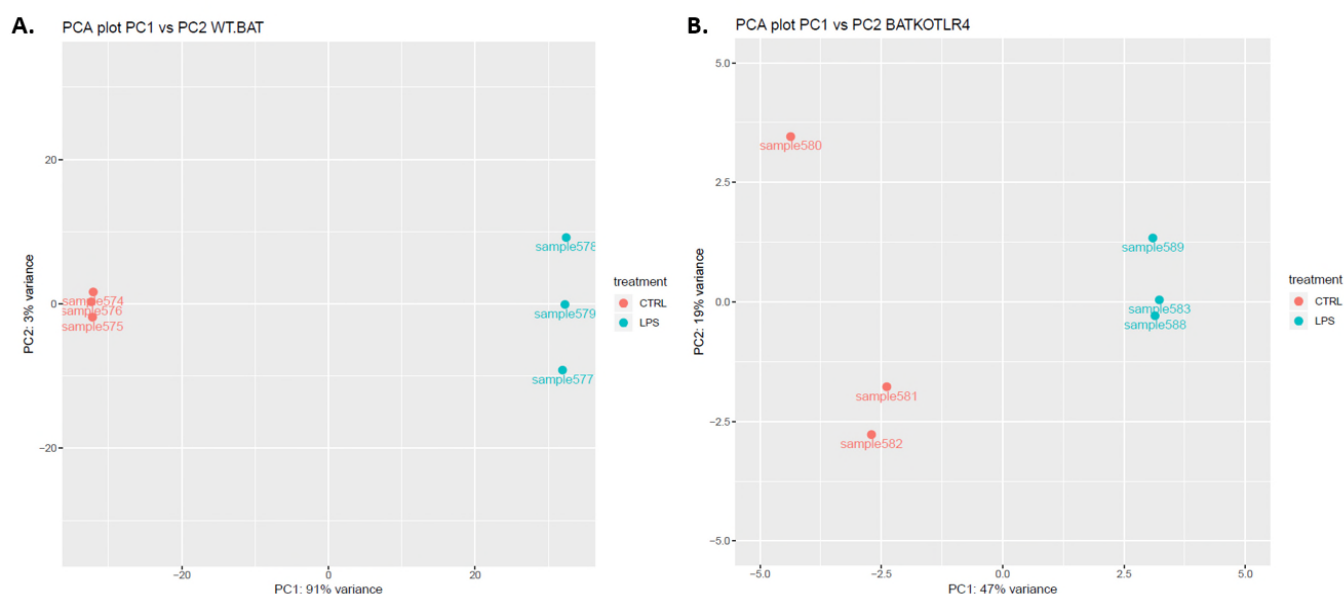 A.
PCA plot PC1 vs PC2 WT.BAT
PC2: 3% variance
20
0
−20
sample574
sample576
sample575
sample578
sample579
sample577
−20
0
20
PC1: 91% variance
treatment
CTRL
LPS
B.
PCA plot PC1 vs PC2 BATKOTLR4
PC2: 19% variance
5.0
2.5
0.0
−2.5
−5.0
sample580
sample589
sample583
sample588
sample581
sample582
−5.0
−2.5
0.0
2.5
5.0
PC1: 47% variance
treatment
CTRL
LPS